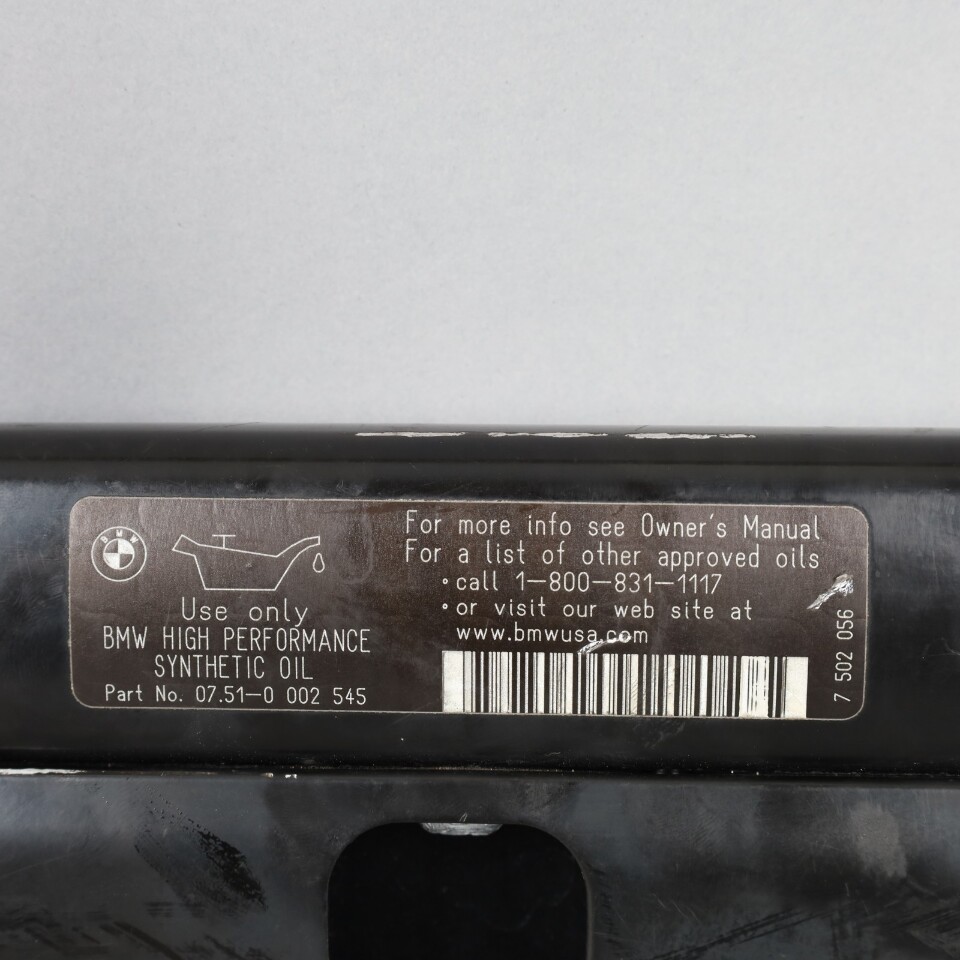 BMW
Use only
BMW HIGH PERFORMANCE
SYNTHETIC OIL
Part No. 07.51-0 002 545
For more info see Owner's Manual
For a list of other approved oils
• call 1-800-831-1117
• or visit our web site at
www.bmwusa.com
7 502 056